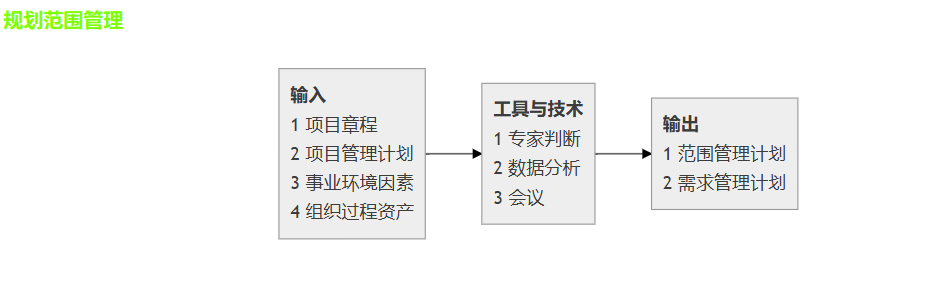 规划范围管理
输入
1 项目章程
2 项目管理计划
3 事业环境因素
4 组织过程资产
工具与技术
1 专家判断
2 数据分析
3 会议
输出
1 范围管理计划
2 需求管理计划